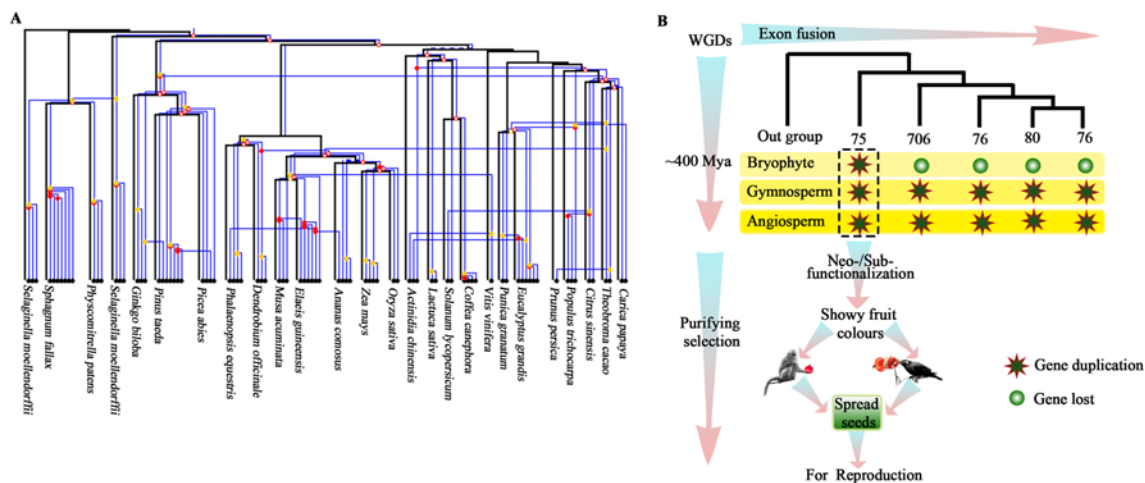 A
Selaginella moellendorffii
Sphagnum fallax
Physcomitrella patens
Selaginella moellendorffii
Ginkgo biloba
Pinus taeda
Picea abies
Phalaenopsis equestris
Dendrobium officinale
Musa acuminata
Elaeis guineensis
Ananas comosus
Zea mays
Oryza sativa
Actinidia chinensis
Lactuca sativa
Solanum lycopersicum
Coffea canephora
Vitis vinifera
Punica granatum
Eucalyptus grandis
Prunus persica
Populus trichocarpa
Citrus sinensis
Theobroma cacao
Carica papaya
B
WGDs
Exon fusion
Out group
75 706 76 80 76
~400 Mya
Bryophyte
Gymnosperm
Angiosperm
Neo-/Sub-
functionalization
Purifying
selection
Showy fruit
colours
Gene duplication
Gene lost
Spread
seeds
For Reproduction